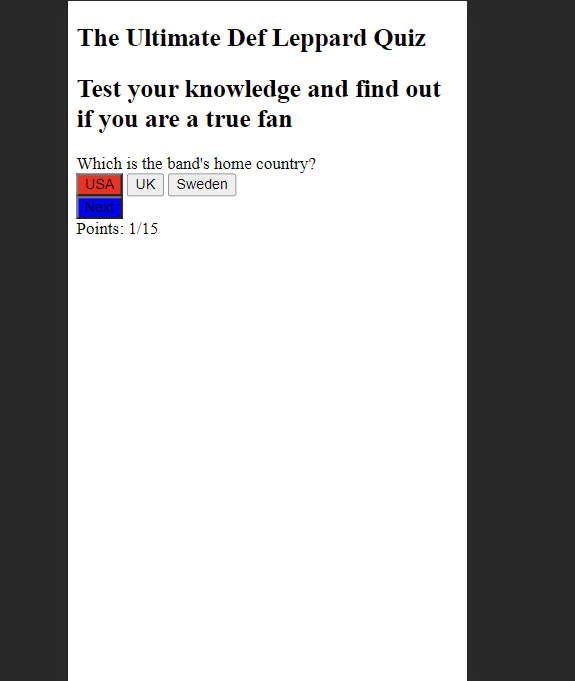 The Ultimate Def Leppard Quiz
Test your knowledge and find out
if you are a true fan
Which is the band's home country?
USA UK Sweden
Next
Points: 1/15